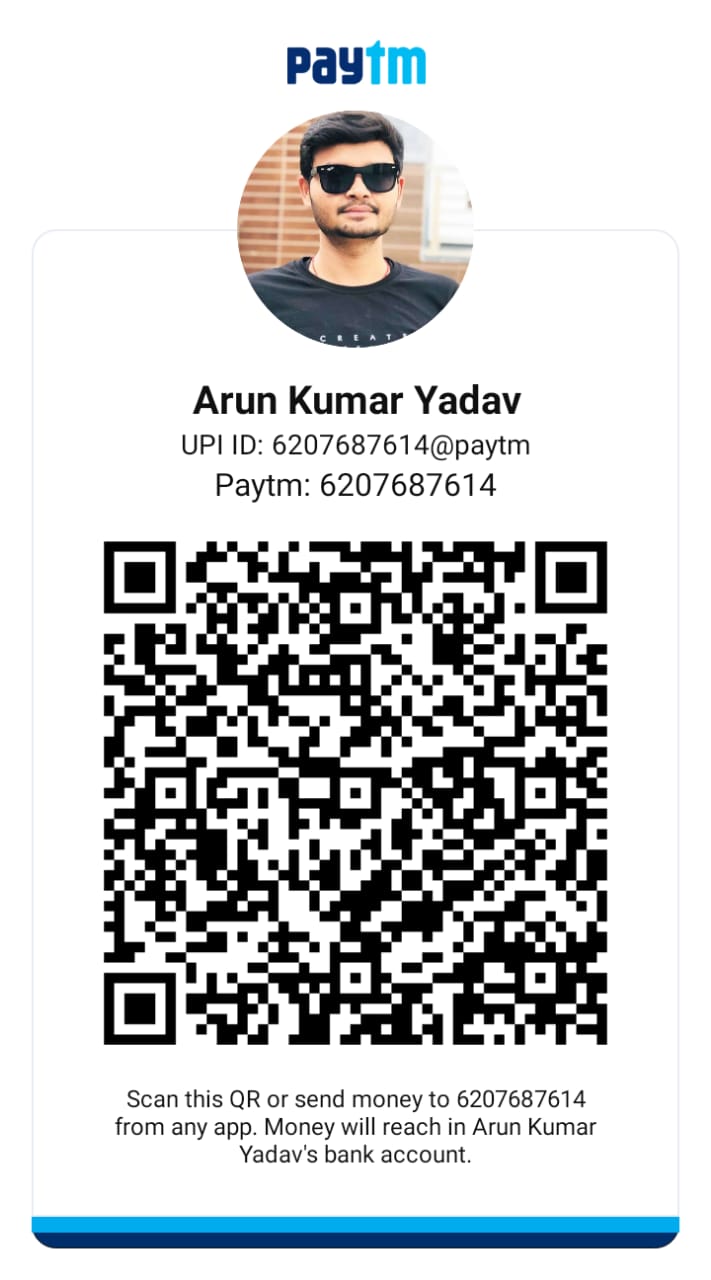 paytm
CREATE
Arun Kumar Yadav
UPI ID: 6207687614@paytm
Paytm: 6207687614
Scan this QR or send money to 6207687614
from any app. Money will reach in Arun Kumar
Yadav's bank account.